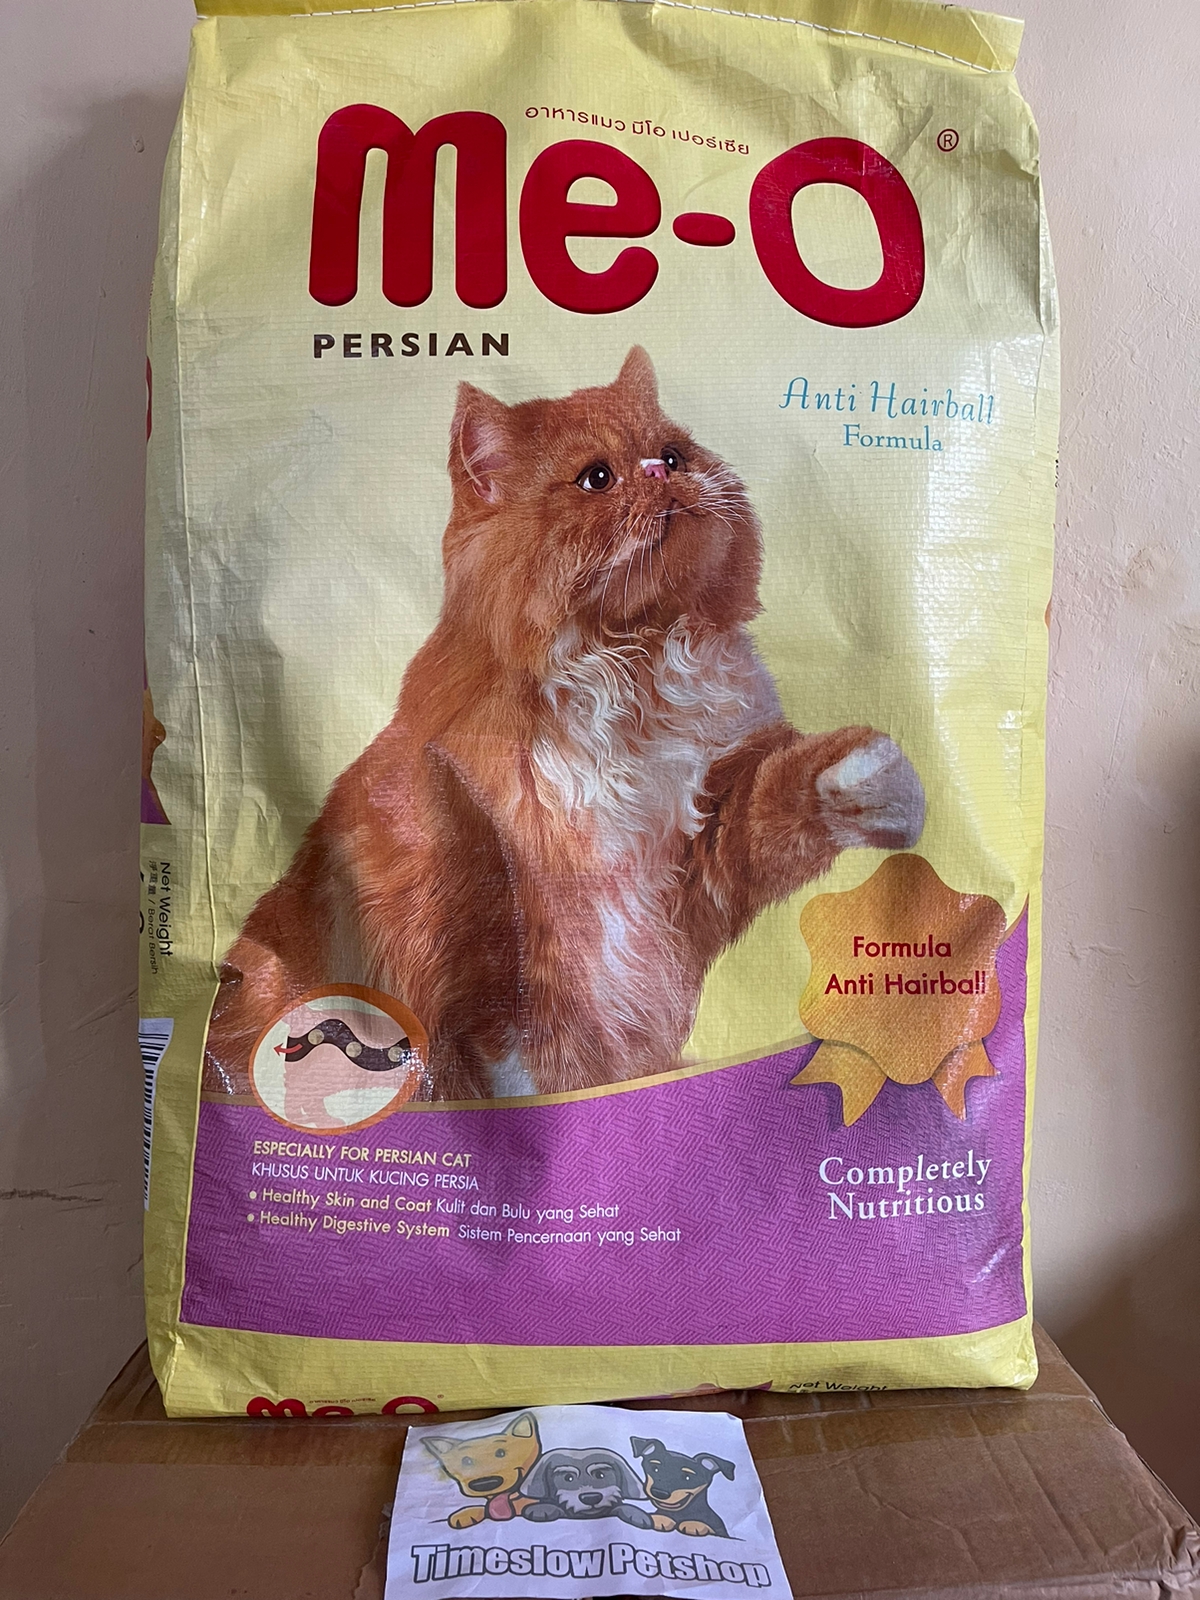 อาหารแมว มีโอ เปอร์เซีย
me-o ®
PERSIAN
Anti Hairball
Formula
Formula
Anti Hairball
Net Weight
/ Berat Bersih
ESPECIALLY FOR PERSIAN CAT
KHUSUS UNTUK KUCING PERSIA
• Healthy Skin and Coat Kulit dan Bulu yang Sehat
• Healthy Digestive System Sistem Pencernaan yang Sehat
Completely
Nutritious
me-o
Net Weight
Timeslow Petshop